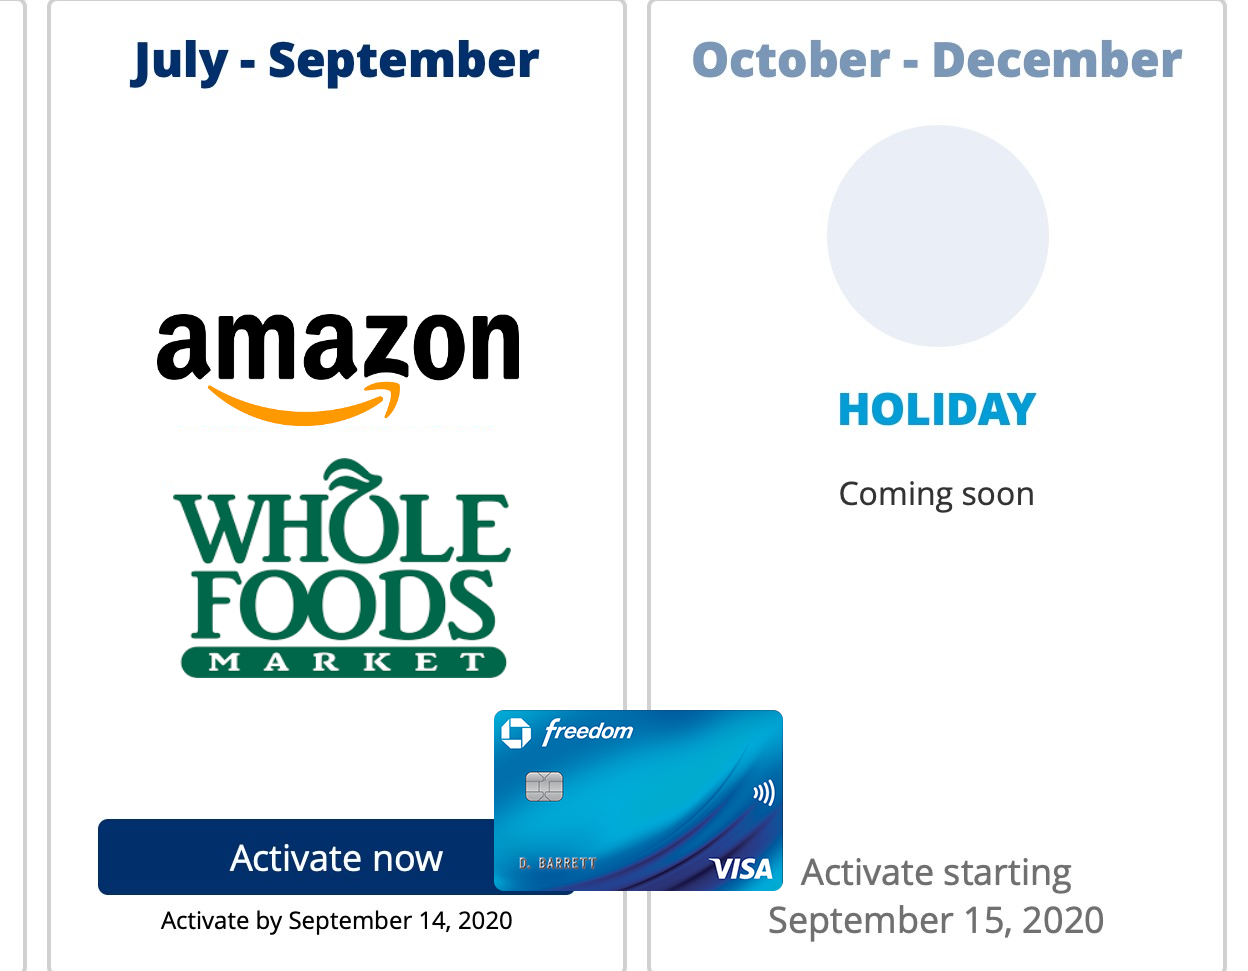 July - September
amazon
WHOLE
FOODS
MARKET
Activate now
Activate by September 14, 2020
freedom
D. BARRETT
VISA
October - December
HOLIDAY
Coming soon
Activate starting
September 15, 2020